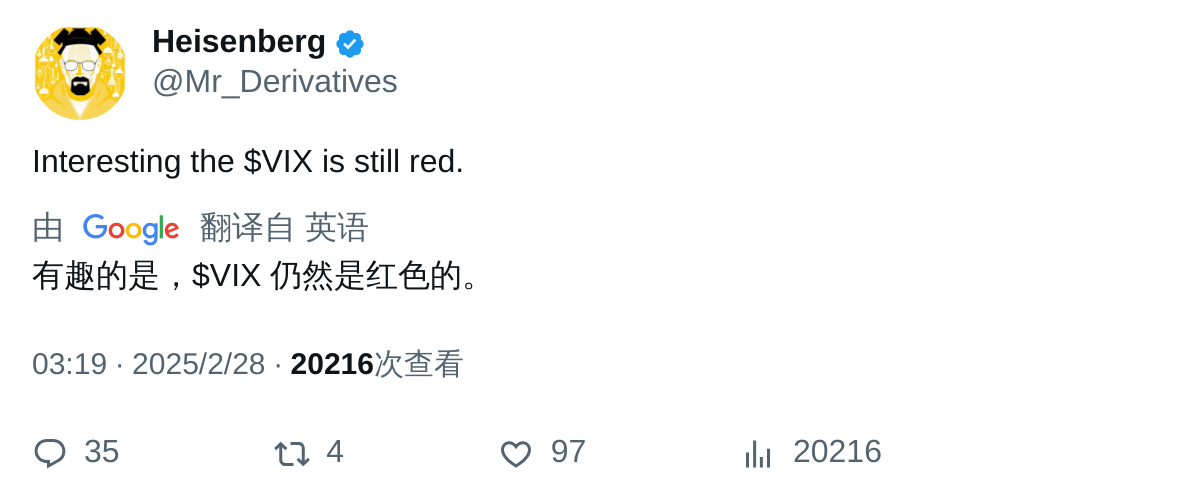 Heisenberg
@Mr_Derivatives
Interesting the $VIX is still red.
由 Google 翻译自 英语
有趣的是，$VIX 仍然是红色的。
03:19 · 2025/2/28 · 20216次查看
35 4 97 20216